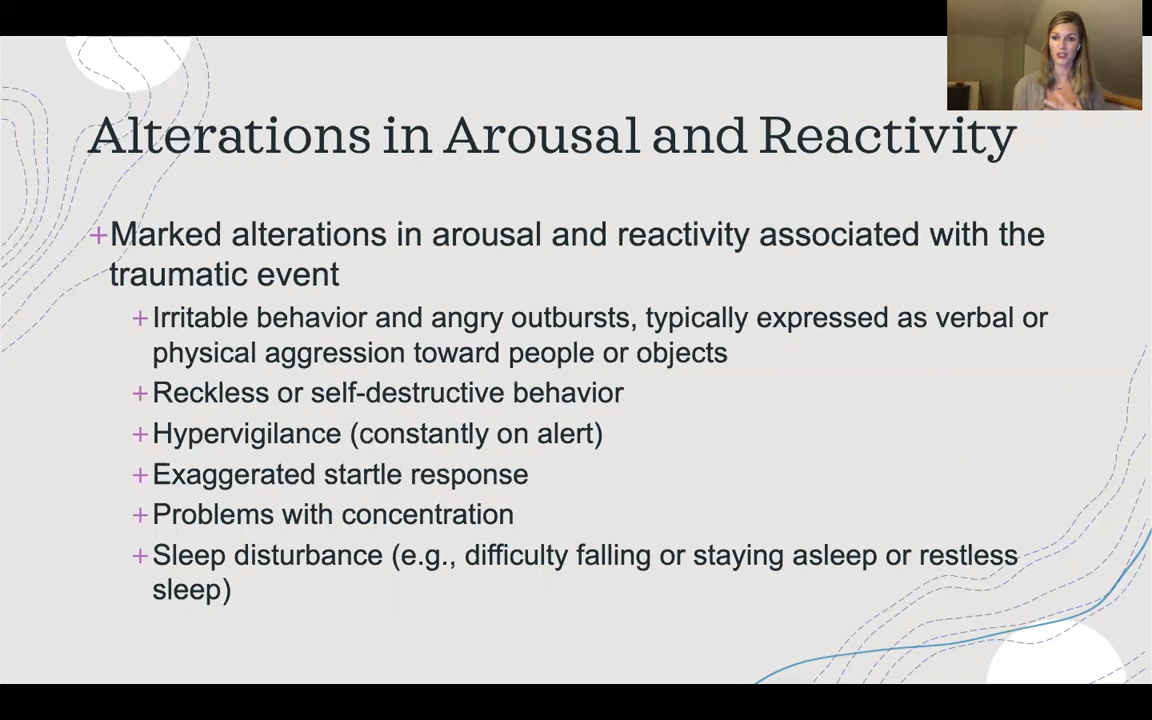 Alterations in Arousal and Reactivity
+Marked alterations in arousal and reactivity associated with the
traumatic event
+Irritable behavior and angry outbursts, typically expressed as verbal or
physical aggression toward people or objects
+Reckless or self-destructive behavior
+Hypervigilance (constantly on alert)
+Exaggerated startle response
+Problems with concentration
+Sleep disturbance (e.g., difficulty falling or staying asleep or restless
sleep)